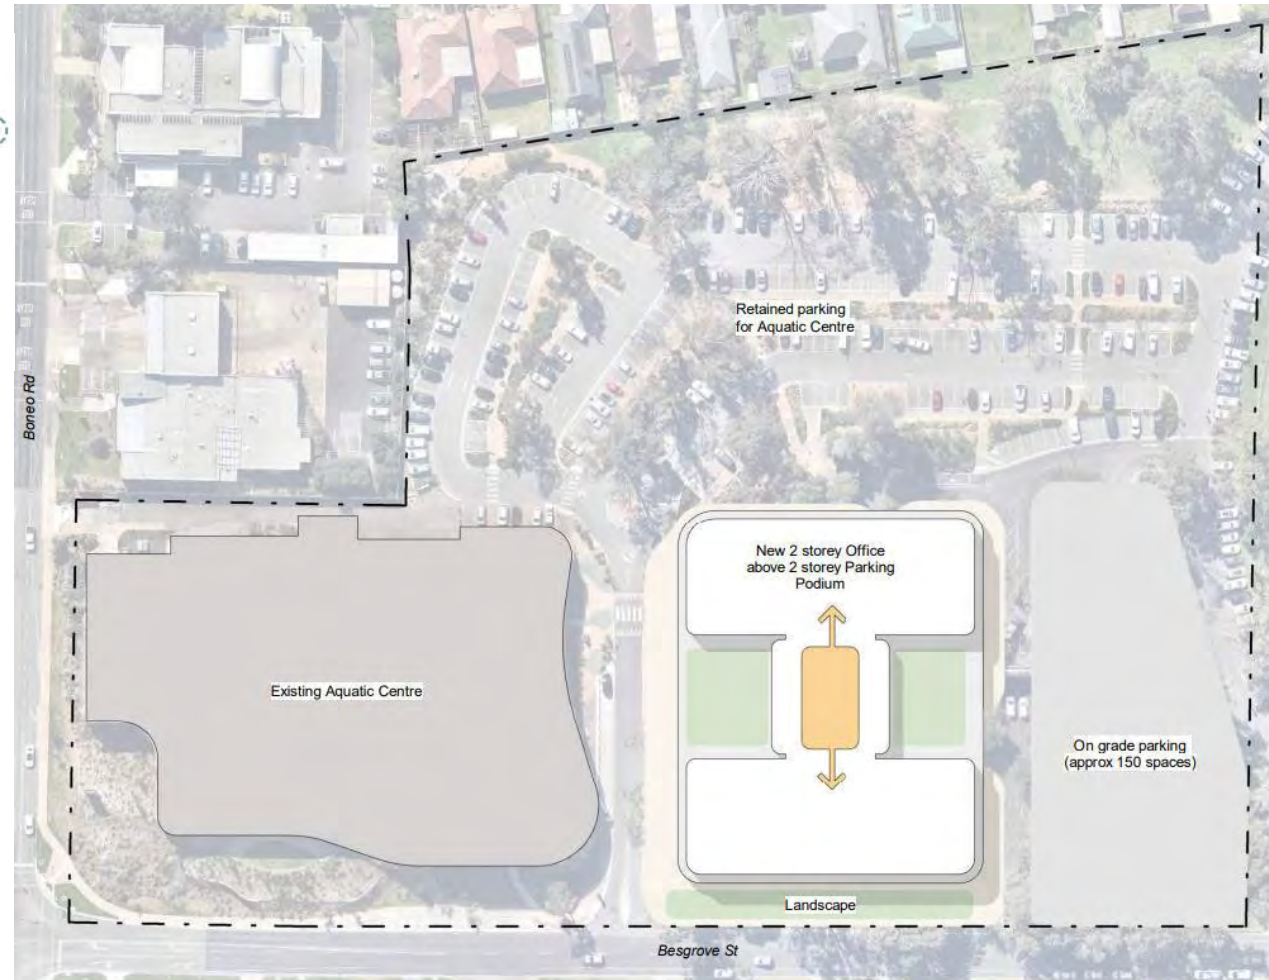 Retained parking
for Aquatic Centre
Boneo Rd
New 2 storey Office
above 2 storey Parking
Podium
Existing Aquatic Centre
On grade parking
(approx 150 spaces)
Landscape
Besgrove St